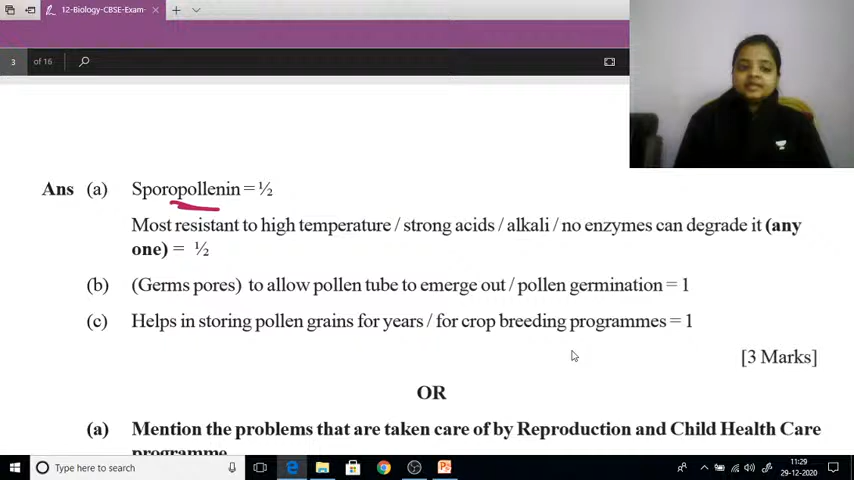 12-Biology-CBSE-Exam-
3 of 16
Ans (a) Sporopollenin = ½
Most resistant to high temperature / strong acids / alkali / no enzymes can degrade it (any
one) = ½
(b) (Germs pores) to allow pollen tube to emerge out / pollen germination = 1
(c) Helps in storing pollen grains for years / for crop breeding programmes = 1
[3 Marks]
OR
(a) Mention the problems that are taken care of by Reproduction and Child Health Care
programme
Type here to search
11:29
29-12-2020